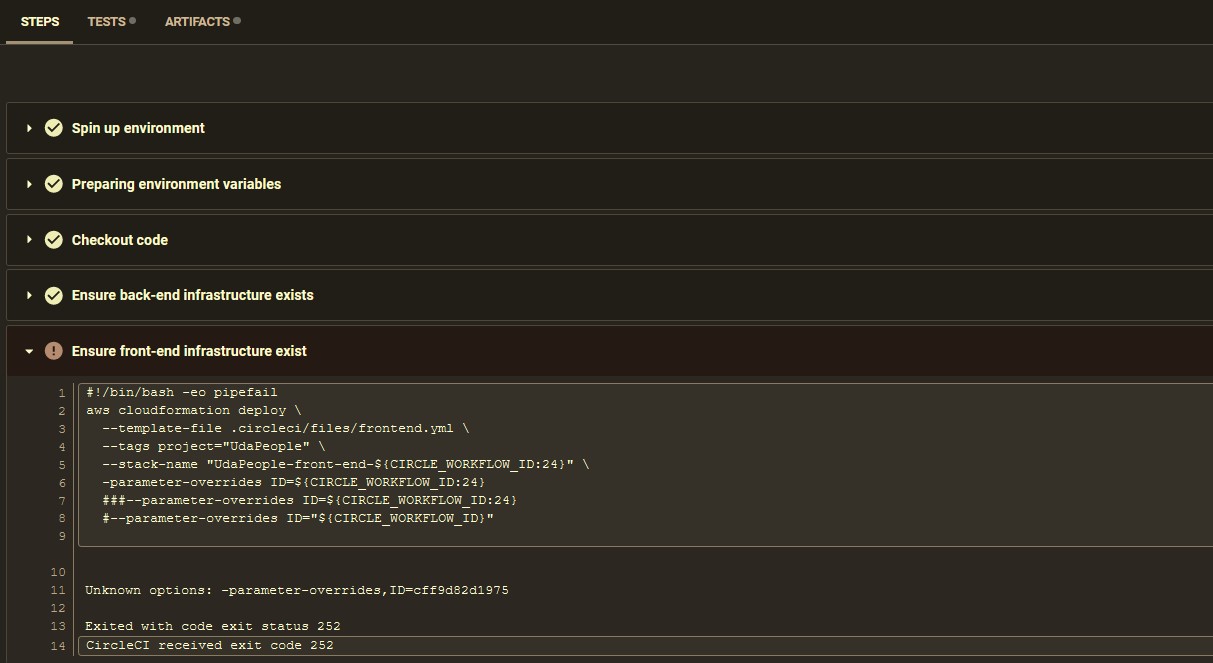 STEPS TESTS ARTIFACTS
Spin up environment
Preparing environment variables
Checkout code
Ensure back-end infrastructure exists
Ensure front-end infrastructure exist
1 #!/bin/bash -eo pipefail
2 aws cloudformation deploy \
3 --template-file .circleci/files/frontend.yml \
4 --tags project="UdaPeople" \
5 --stack-name "UdaPeople-front-end-${CIRCLE_WORKFLOW_ID:24}" \
6 -parameter-overrides ID=${CIRCLE_WORKFLOW_ID:24}
7 ###--parameter-overrides ID=${CIRCLE_WORKFLOW_ID:24}
8 #--parameter-overrides ID="${CIRCLE_WORKFLOW_ID}"
9
10
11 Unknown options: -parameter-overrides,ID=cff9d82d1975
12
13 Exited with code exit status 252
14 CircleCI received exit code 252